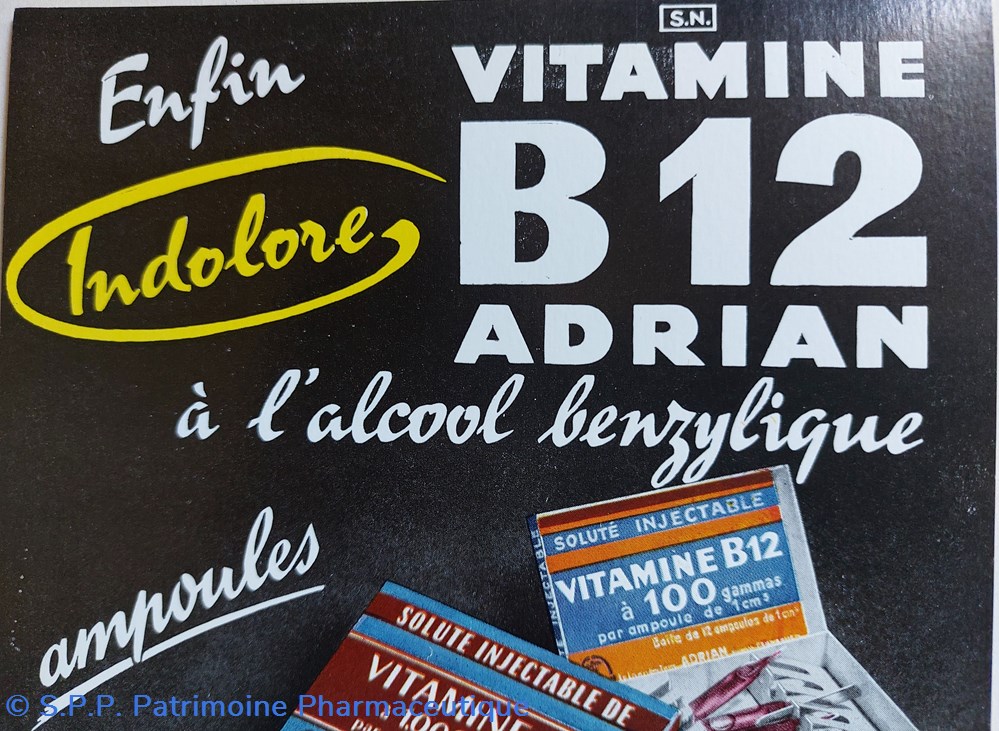 S.N.
Enfin
VITAMINE
B12
Indolore
ADRIAN
à l'alcool benzylique
ampoules
SOLUTÉ INJECTABLE
INJECTABLE
VITAMINE B12
à 100 gammas
par ampoule de 1cm³
Boîte de 12 ampoules de 1cm³
ADRIAN
SOLUTÉ INJECTABLE DE
VITAMINE
© S.P.P. Patrimoine Pharmaceutique